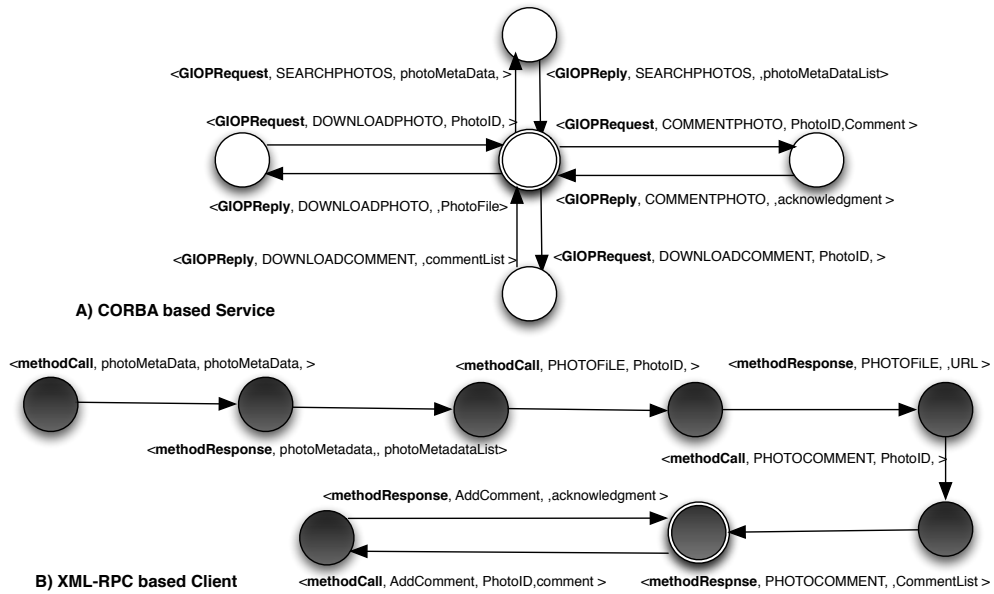 <GIOPRequest, SEARCHPHOTOS, photoMetaData, >
<GIOPReply, SEARCHPHOTOS, ,photoMetaDataList>
<GIOPRequest, DOWNLOADPHOTO, PhotoID, >
<GIOPRequest, COMMENTPHOTO, PhotoID,Comment >
<GIOPReply, DOWNLOADPHOTO, ,PhotoFile>
<GIOPReply, COMMENTPHOTO, ,acknowledgment >
<GIOPReply, DOWNLOADCOMMENT, ,commentList >
<GIOPRequest, DOWNLOADCOMMENT, PhotoID, >
A) CORBA based Service
<methodCall, photoMetaData, photoMetaData, >
<methodCall, PHOTOFiLE, PhotoID, >
<methodResponse, PHOTOFiLE, ,URL >
<methodResponse, photoMetadata,, photoMetadataList>
<methodCall, PHOTOCOMMENT, PhotoID, >
<methodResponse, AddComment, ,acknowledgment >
B) XML-RPC based Client
<methodCall, AddComment, PhotoID,comment >
<methodRespnse, PHOTOCOMMENT, ,CommentList >